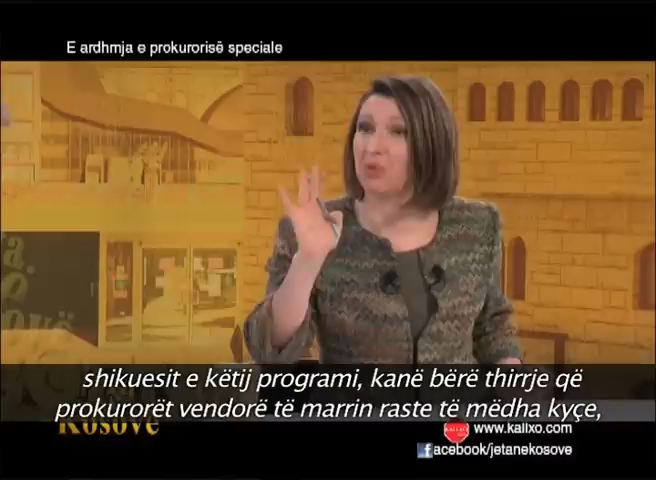 E ardhmja e prokurorisë speciale
shikuesit e këtij programi, kanë bërë thirrje që
prokurorët vendorë të marrin raste të mëdha kyçe,
Kosovë
www.kallxo.com
facebook/jetanekosove